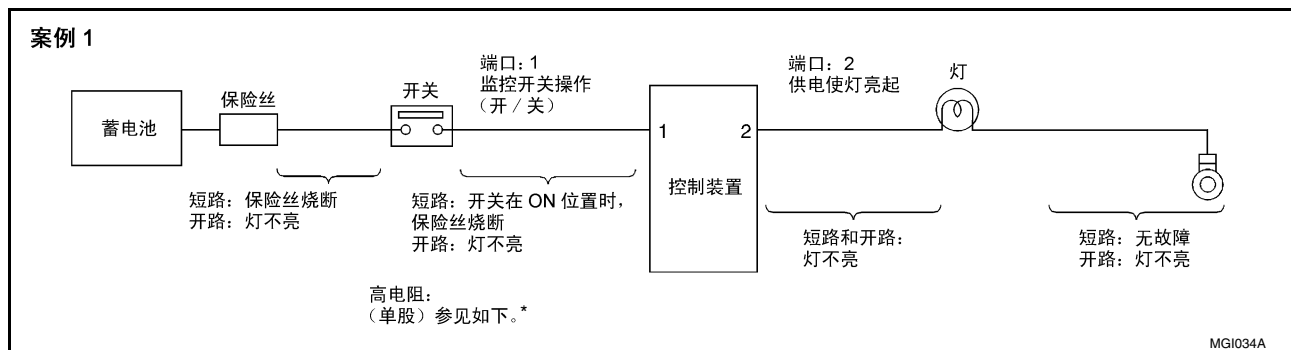 案例 1
端口：1
监控开关操作
（开／关）
端口：2
供电使灯亮起
灯
保险丝
开关
蓄电池
1
2
控制装置
短路：保险丝烧断
开路：灯不亮
短路：开关在 ON 位置时，
保险丝烧断
开路：灯不亮
短路和开路：
灯不亮
短路：无故障
开路：灯不亮
高电阻：
（单股）参见如下。*
MGI034A